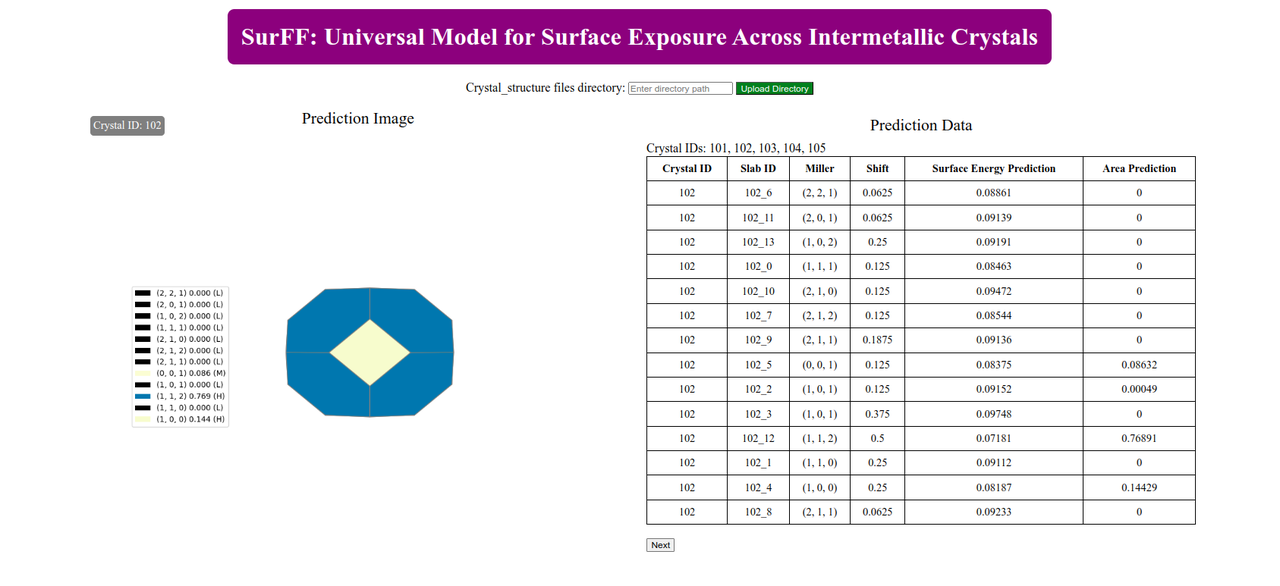 SurFF: Universal Model for Surface Exposure Across Intermetallic Crystals
Crystal_structure files directory: Enter directory path Upload Directory
Crystal ID: 102
Prediction Image
(2, 2, 1) 0.000 (L)
(2, 0, 1) 0.000 (L)
(1, 0, 2) 0.000 (L)
(1, 1, 1) 0.000 (L)
(2, 1, 0) 0.000 (L)
(2, 1, 2) 0.000 (L)
(2, 1, 1) 0.000 (L)
(0, 0, 1) 0.086 (M)
(1, 0, 1) 0.000 (L)
(1, 1, 2) 0.769 (H)
(1, 1, 0) 0.000 (L)
(1, 0, 0) 0.144 (H)
Prediction Data
Crystal IDs: 101, 102, 103, 104, 105
Crystal ID Slab ID Miller Shift Surface Energy Prediction Area Prediction
102 102_6 (2, 2, 1) 0.0625 0.08861 0
102 102_11 (2, 0, 1) 0.0625 0.09139 0
102 102_13 (1, 0, 2) 0.25 0.09191 0
102 102_0 (1, 1, 1) 0.125 0.08463 0
102 102_10 (2, 1, 0) 0.125 0.09472 0
102 102_7 (2, 1, 2) 0.125 0.08544 0
102 102_9 (2, 1, 1) 0.1875 0.09136 0
102 102_5 (0, 0, 1) 0.125 0.08375 0.08632
102 102_2 (1, 0, 1) 0.125 0.09152 0.00049
102 102_3 (1, 0, 1) 0.375 0.09748 0
102 102_12 (1, 1, 2) 0.5 0.07181 0.76891
102 102_1 (1, 1, 0) 0.25 0.09112 0
102 102_4 (1, 0, 0) 0.25 0.08187 0.14429
102 102_8 (2, 1, 1) 0.0625 0.09233 0
Next